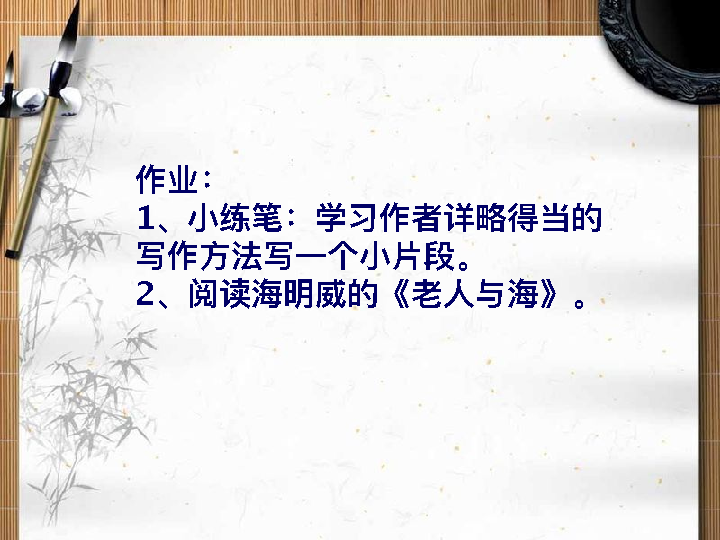 作业：
1、小练笔：学习作者详略得当的
写作方法写一个小片段。
2、阅读海明威的《老人与海》。